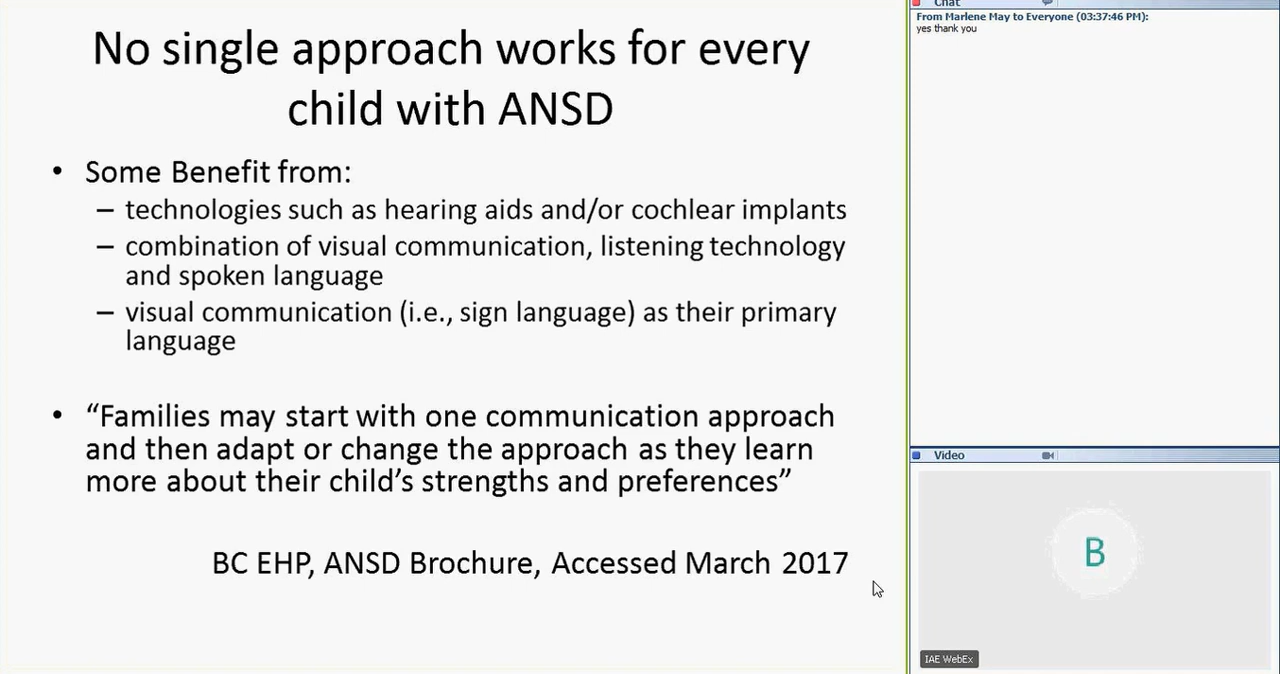 No single approach works for every
child with ANSD
• Some Benefit from:
– technologies such as hearing aids and/or cochlear implants
– combination of visual communication, listening technology
and spoken language
– visual communication (i.e., sign language) as their primary
language
• “Families may start with one communication approach
and then adapt or change the approach as they learn
more about their child’s strengths and preferences”
BC EHP, ANSD Brochure, Accessed March 2017
Chat
From Marlene May to Everyone (03:37:46 PM):
yes thank you
Video
B
IAE WebEx